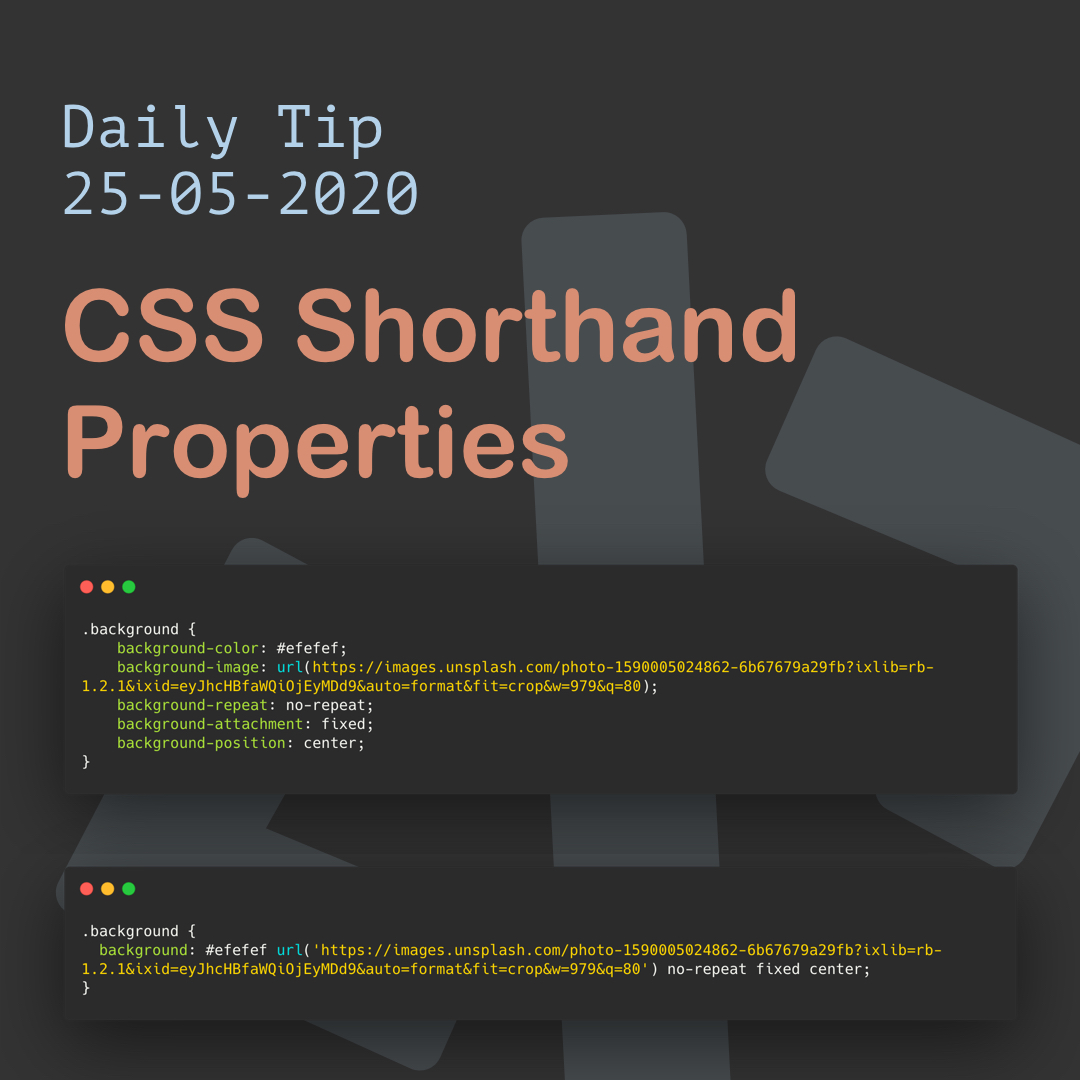 Daily Tip
25-05-2020
CSS Shorthand
Properties
.background {
    background-color: #efefef;
    background-image: url(https://images.unsplash.com/photo-1590005024862-6b67679a29fb?ixlib=rb-
1.2.1&ixid=eyJhcHBfaWQiOjEyMDd9&auto=format&fit=crop&w=979&q=80);
    background-repeat: no-repeat;
    background-attachment: fixed;
    background-position: center;
}
.background {
  background: #efefef url('https://images.unsplash.com/photo-1590005024862-6b67679a29fb?ixlib=rb-
1.2.1&ixid=eyJhcHBfaWQiOjEyMDd9&auto=format&fit=crop&w=979&q=80') no-repeat fixed center;
}